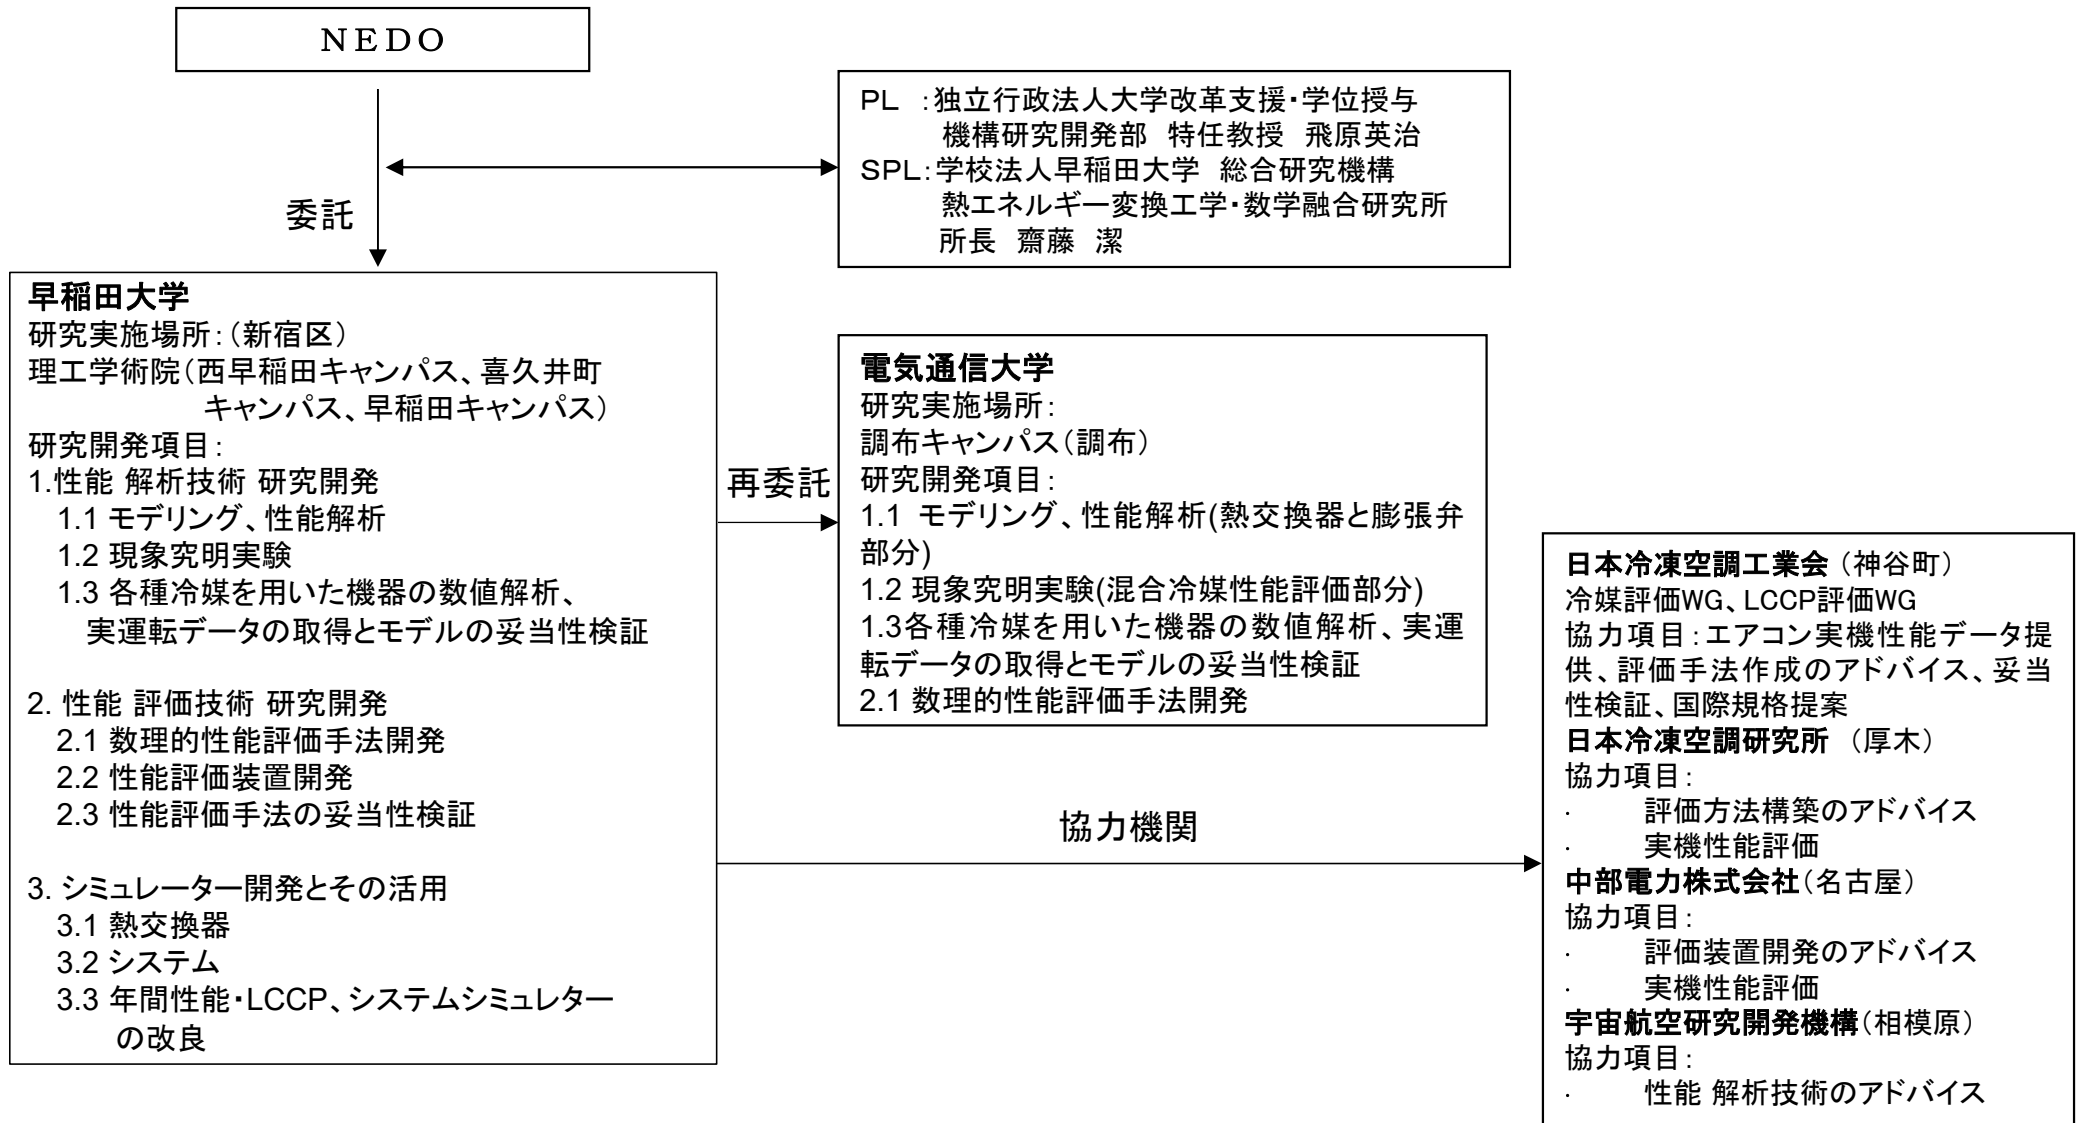 NEDO
PL :独立行政法人大学改革支援・学位授与
機構研究開発部 特任教授 飛原英治
SPL:学校法人早稲田大学 総合研究機構
熱エネルギー変換工学・数学融合研究所
所長 齋藤 潔
委託
早稲田大学
研究実施場所:(新宿区)
理工学術院(西早稲田キャンパス、喜久井町
キャンパス、早稲田キャンパス)
研究開発項目:
1.性能 解析技術 研究開発
1.1 モデリング、性能解析
1.2 現象究明実験
1.3 各種冷媒を用いた機器の数値解析、
実運転データの取得とモデルの妥当性検証
2. 性能 評価技術 研究開発
2.1 数理的性能評価手法開発
2.2 性能評価装置開発
2.3 性能評価手法の妥当性検証
3. シミュレーター開発とその活用
3.1 熱交換器
3.2 システム
3.3 年間性能・LCCP、システムシミュレター
の改良
再委託
電気通信大学
研究実施場所:
調布キャンパス(調布)
研究開発項目:
1.1 モデリング、性能解析(熱交換器と膨張弁
部分)
1.2 現象究明実験(混合冷媒性能評価部分)
1.3各種冷媒を用いた機器の数値解析、実運
転データの取得とモデルの妥当性検証
2.1 数理的性能評価手法開発
協力機関
日本冷凍空調工業会(神谷町)
冷媒評価WG、LCCP評価WG
協力項目:エアコン実機性能データ提
供、評価手法作成のアドバイス、妥当
性検証、国際規格提案
日本冷凍空調研究所 (厚木)
協力項目:
· 評価方法構築のアドバイス
· 実機性能評価
中部電力株式会社(名古屋)
協力項目:
· 評価装置開発のアドバイス
· 実機性能評価
宇宙航空研究開発機構(相模原)
協力項目:
· 性能 解析技術のアドバイス